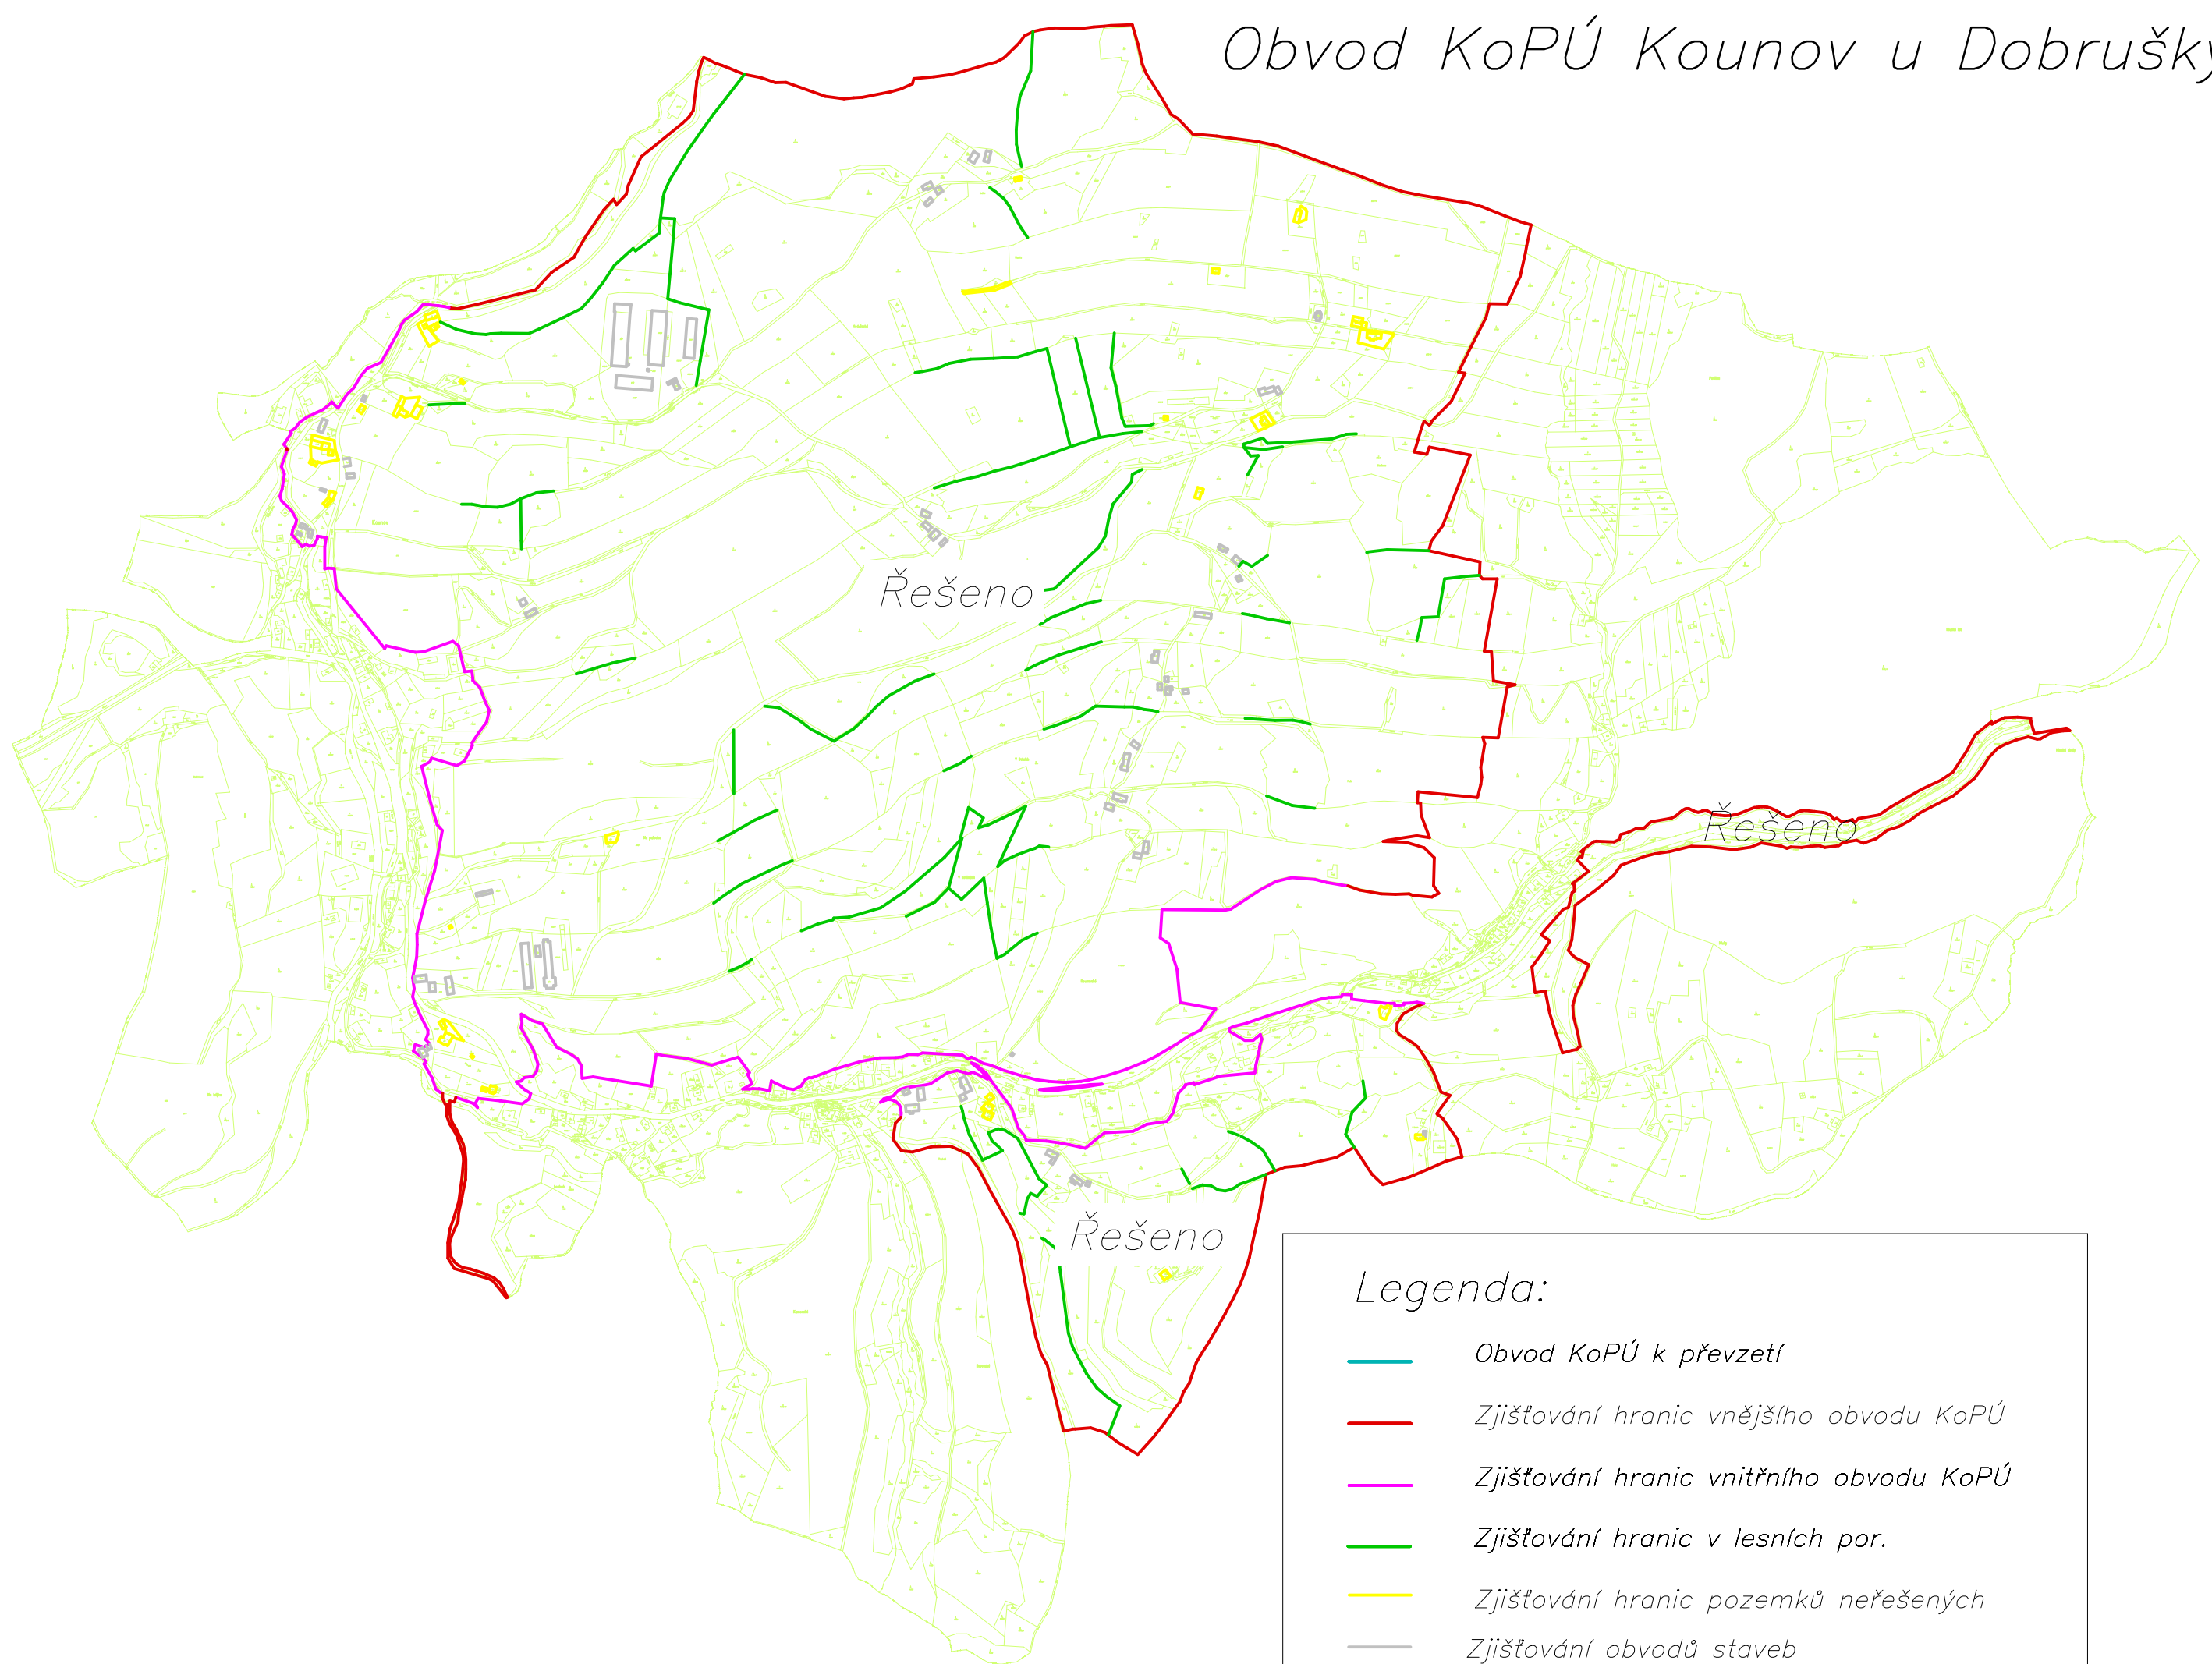 Obvod KoPÚ Kounov u Dobrušky
Řešeno
Řešeno
Řešeno
Legenda:
Obvod KoPÚ k převzetí
Zjišťování hranic vnějšího obvodu KoPÚ
Zjišťování hranic vnitřního obvodu KoPÚ
Zjišťování hranic v lesních por.
Zjišťování hranic pozemků neřešených
Zjišťování obvodů staveb